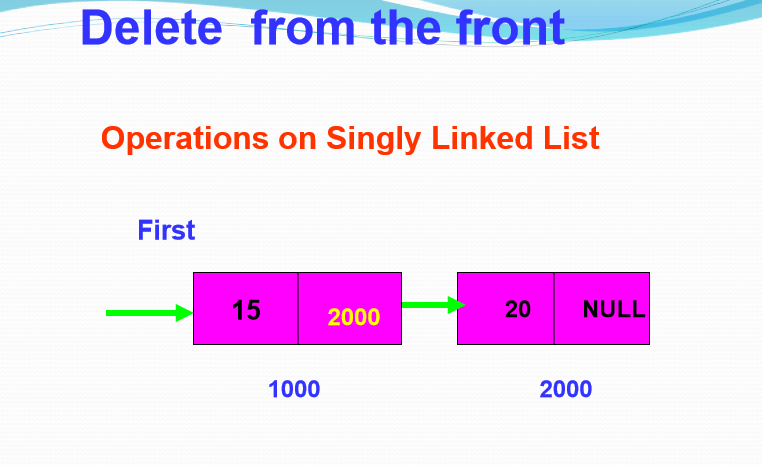 Delete from the front
Operations on Singly Linked List
First
15 2000 20 NULL
1000 2000